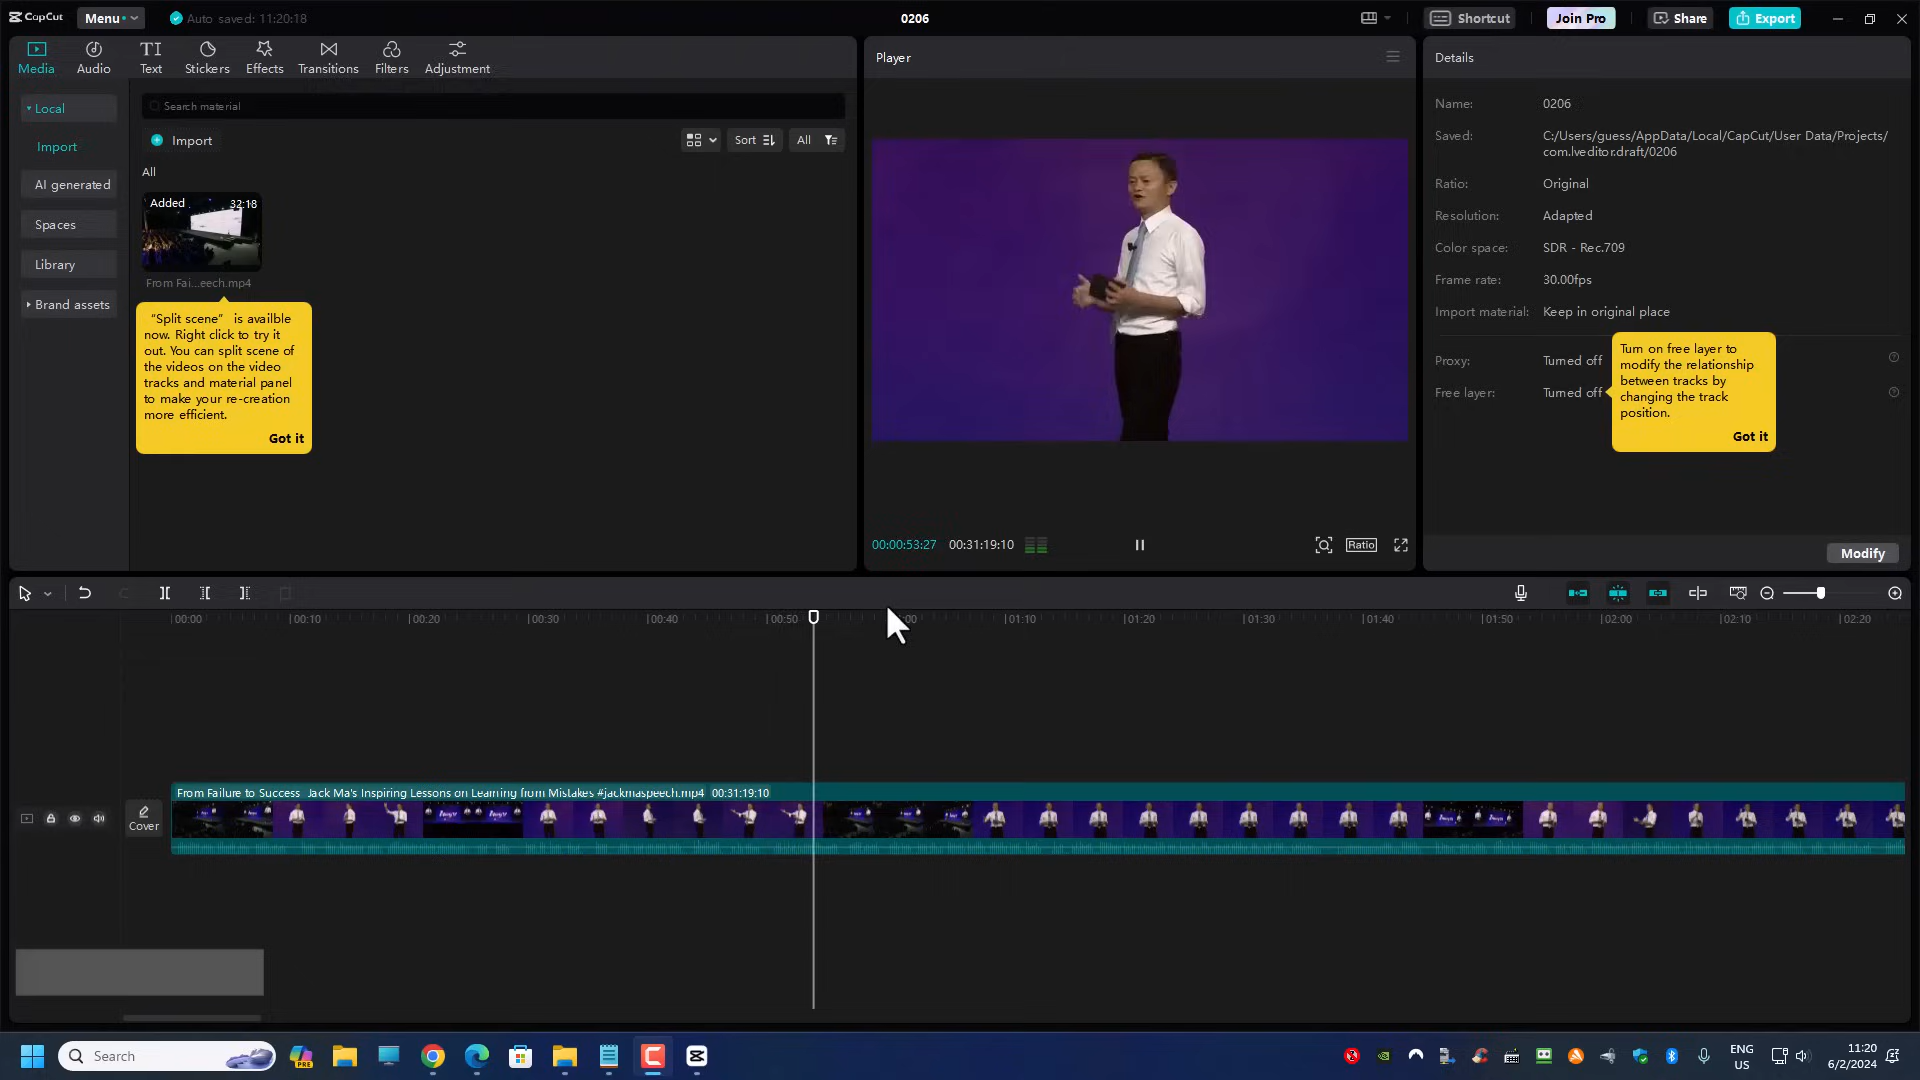 CapCut
Menu
Auto saved: 11:20:18
0206
Shortcut
Join Pro
Share
Export
Media
Audio
TI
Text
Stickers
Effects
Transitions
Filters
Adjustment
Local
Import
AI generated
Spaces
Library
Brand assets
Search material
Import
Sort
All
All
Added
32:18
From Fai...eech.mp4
“Split scene” is availble
now. Right click to try it
out. You can split scene of
the videos on the video
tracks and material panel
to make your re-creation
more efficient.
Got it
Player
00:00:53:27
00:31:19:10
Ratio
Details
Name:
0206
Saved:
C:/Users/guess/AppData/Local/CapCut/User Data/Projects/
com.lveditor.draft/0206
Ratio:
Original
Resolution:
Adapted
Color space:
SDR - Rec.709
Frame rate:
30.00fps
Import material:
Keep in original place
Proxy:
Turned off
Free layer:
Turned off
Turn on free layer to
modify the relationship
between tracks by
changing the track
position.
Got it
Modify
00:00
00:10
00:20
00:30
00:40
00:50
01:10
01:20
01:30
01:40
01:50
02:00
02:10
02:20
From Failure to Success Jack Ma's Inspiring Lessons on Learning from Mistakes #jackmaspeech.mp4 00:31:19:10
Cover
Search
PRE
ENG
US
11:20
6/2/2024